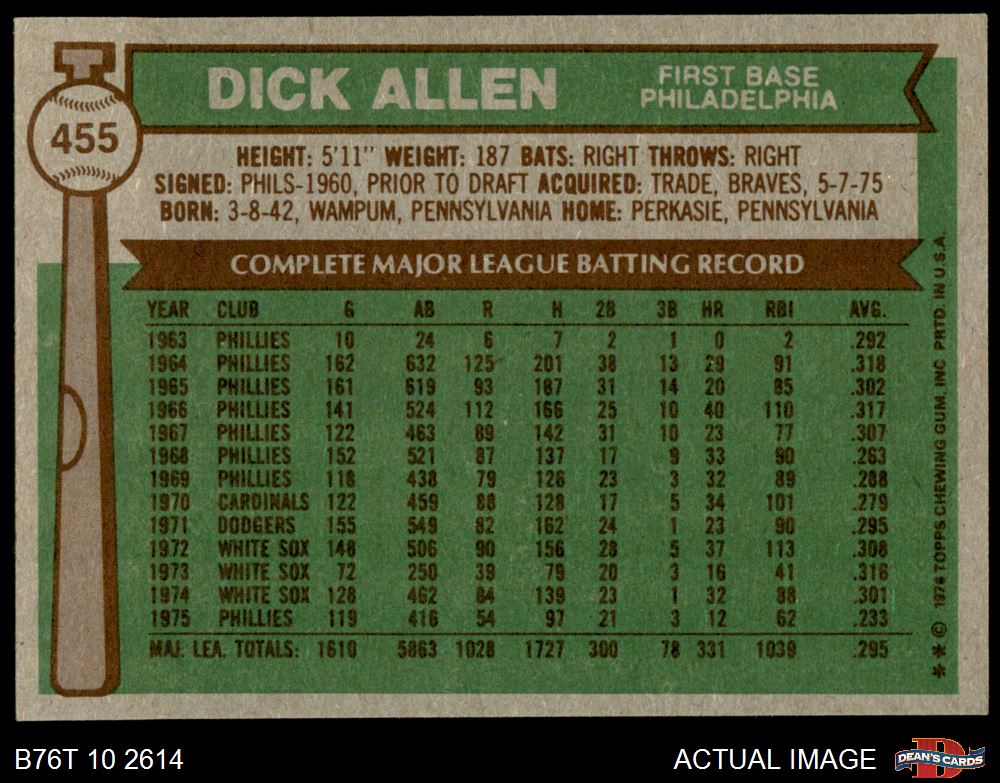 455
DICK ALLEN
FIRST BASE
PHILADELPHIA
HEIGHT: 5'11" WEIGHT: 187 BATS: RIGHT THROWS: RIGHT
SIGNED: PHILS-1960, PRIOR TO DRAFT ACQUIRED: TRADE, BRAVES, 5-7-75
BORN: 3-8-42, WAMPUM, PENNSYLVANIA HOME: PERKASIE, PENNSYLVANIA
COMPLETE MAJOR LEAGUE BATTING RECORD
YEAR CLUB G AB R H 2B 3B HR RBI AVG.
1963 PHILLIES 10 24 6 7 2 1 0 2 .292
1964 PHILLIES 162 632 125 201 38 13 29 91 .318
1965 PHILLIES 161 619 93 187 31 14 20 85 .302
1966 PHILLIES 141 524 112 166 25 10 40 110 .317
1967 PHILLIES 122 463 89 142 31 10 23 77 .307
1968 PHILLIES 152 521 87 137 17 9 33 90 .263
1969 PHILLIES 118 438 79 126 23 3 32 89 .288
1970 CARDINALS 122 459 88 128 17 5 34 101 .279
1971 DODGERS 155 549 82 162 24 1 23 90 .295
1972 WHITE SOX 148 506 90 156 28 5 37 113 .308
1973 WHITE SOX 72 250 39 79 20 3 16 41 .316
1974 WHITE SOX 128 462 84 139 23 1 32 88 .301
1975 PHILLIES 119 416 54 97 21 3 12 62 .233
MAJ. LEA. TOTALS: 1610 5863 1028 1727 300 78 331 1039 .295
** © 1976 TOPPS CHEWING GUM, INC PRTD. IN U.S.A.
B76T 10 2614
ACTUAL IMAGE
D
DEAN'S CARDS